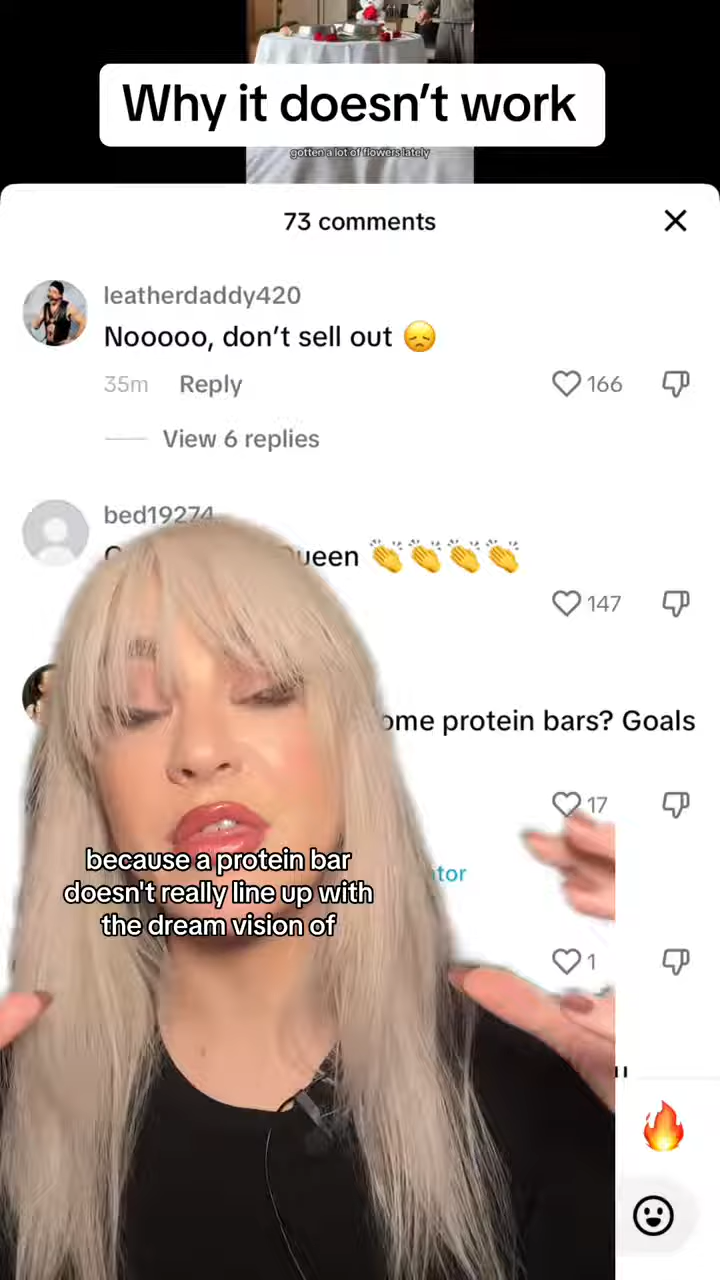 Why it doesn’t work
gotten a lot of flowers lately
73 comments
leatherdaddy420
Nooooo, don’t sell out 😞
35m Reply
166
View 6 replies
bed19274
ueen 👏👏👏👏
147
ome protein bars? Goals
17
because a protein bar
tor
doesn't really line up with
the dream vision of
1